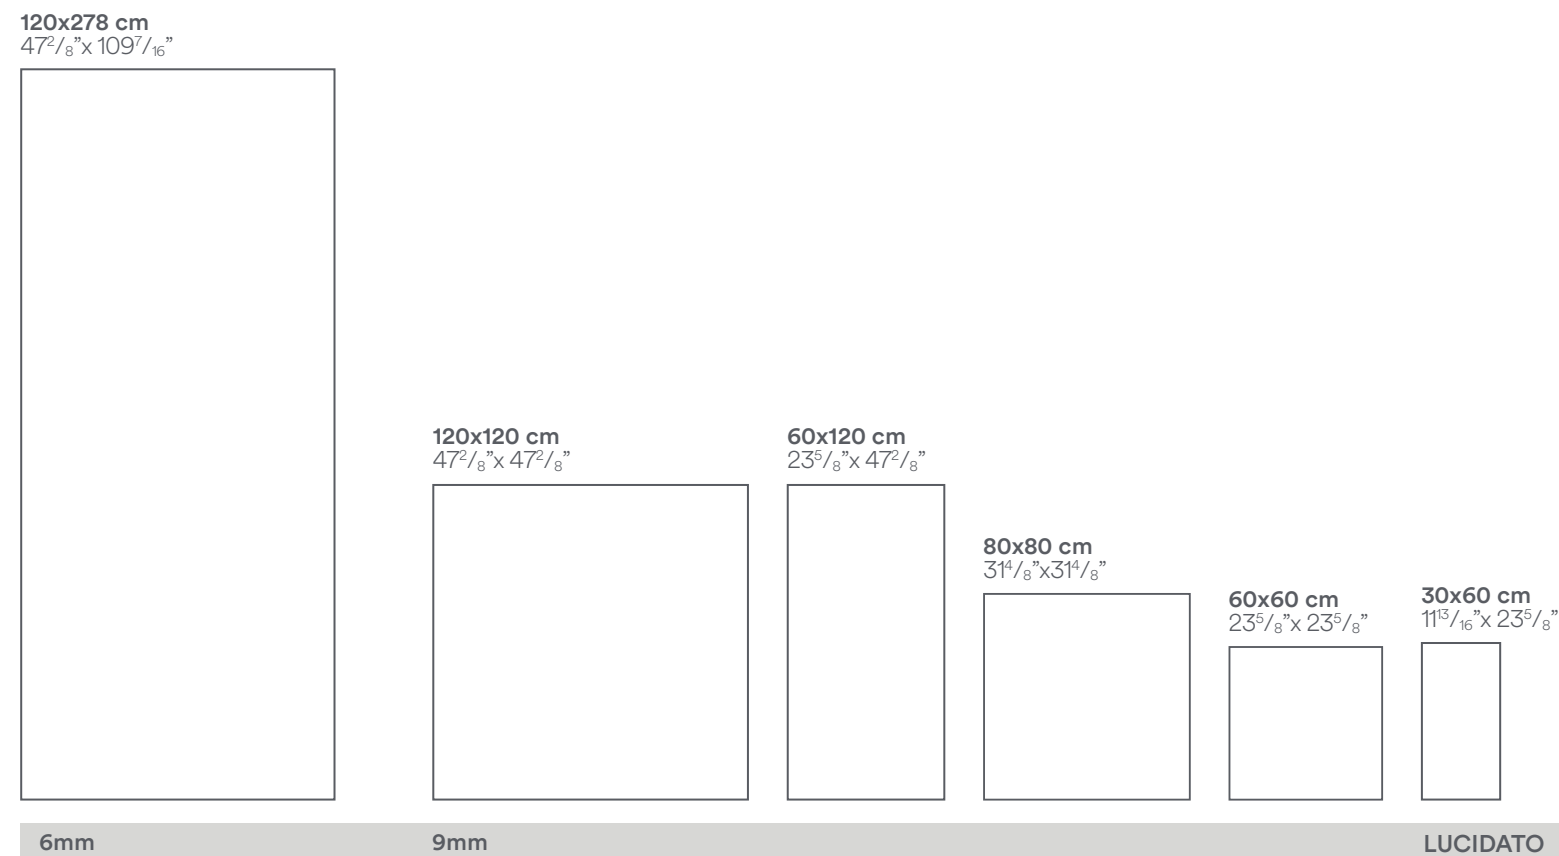 120x278 cm
47²/₈”x 109⁷/₁₆”
120x120 cm
47²/₈”x 47²/₈”
60x120 cm
23⁵/₈”x 47²/₈”
80x80 cm
31⁴/₈”x31⁴/₈”
60x60 cm
23⁵/₈”x 23⁵/₈”
30x60 cm
11¹³/₁₆”x 23⁵/₈”
6mm
9mm
LUCIDATO